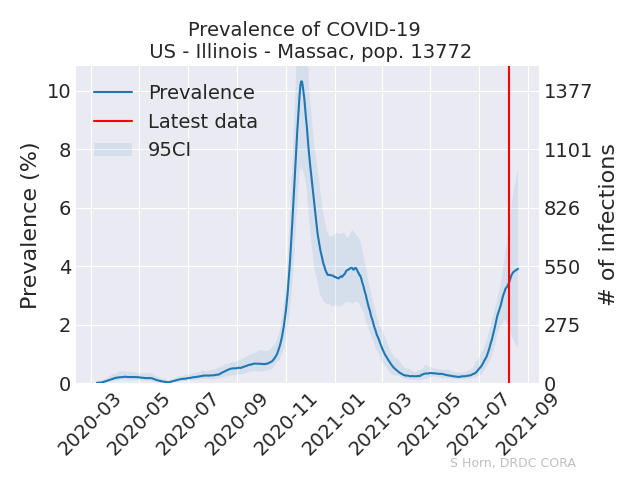 Prevalence of COVID-19
US - Illinois - Massac, pop. 13772
Prevalence
Latest data
95CI
Prevalence (%)
10
8
6
4
2
0
1377
1101
826
550
275
0
# of infections
2020-03
2020-05
2020-07
2020-09
2020-11
2021-01
2021-03
2021-05
2021-07
2021-09
S Horn, DRDC CORA